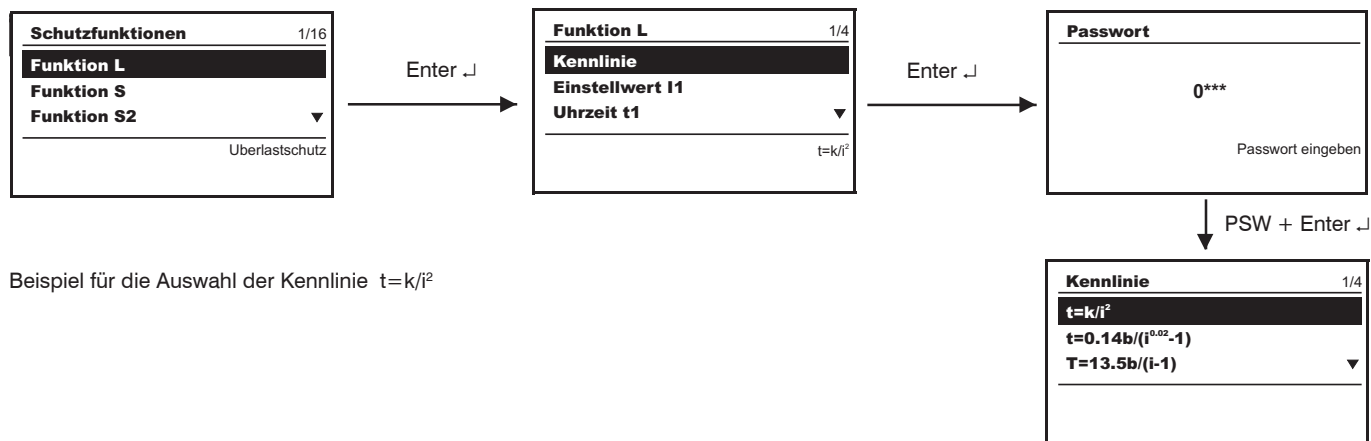 Schutzfunktionen 1/16
Funktion L
Funktion S
Funktion S2 ▼
Uberlastschutz
Enter ↵
Funktion L 1/4
Kennlinie
Einstellwert I1
Uhrzeit t1 ▼
t=k/i²
Enter ↵
Passwort
0***
Passwort eingeben
PSW + Enter ↵
Beispiel für die Auswahl der Kennlinie t=k/i²
Kennlinie 1/4
t=k/i²
t=0.14b/(i⁰·⁰²-1)
T=13.5b/(i-1) ▼